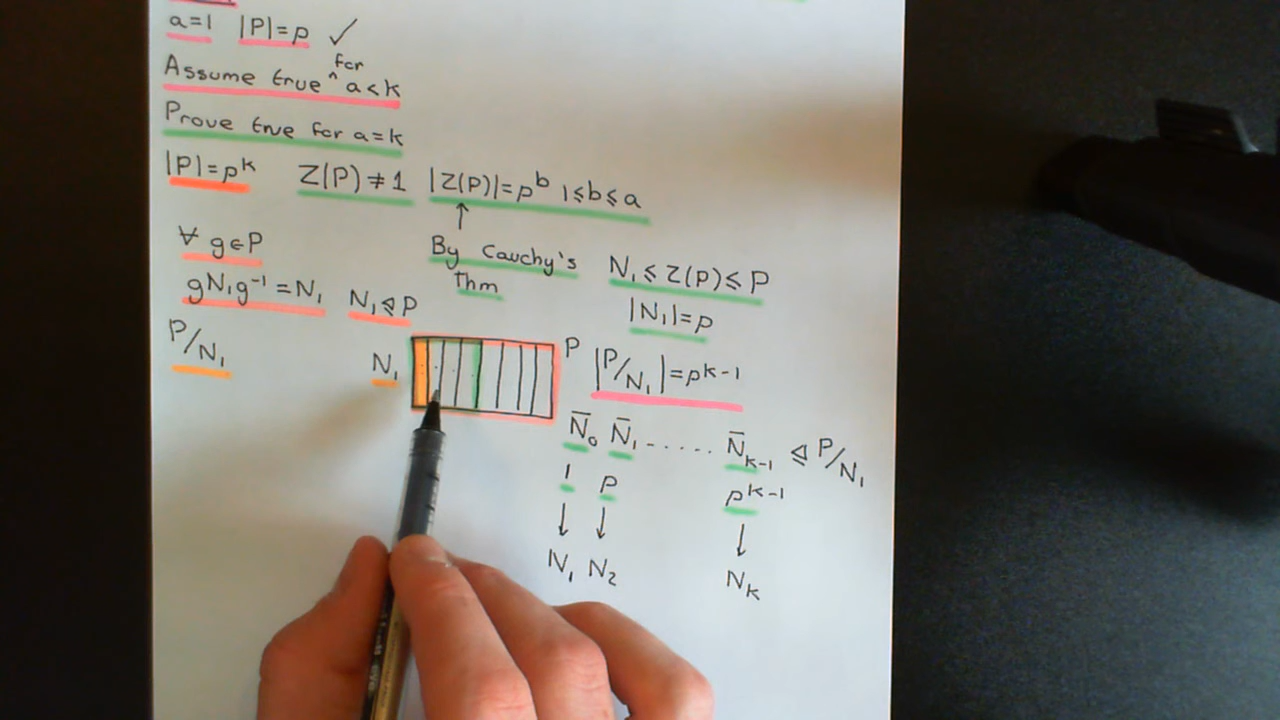 a=1 |P|=p ✓
for
Assume true ^ a<k
Prove true for a=k
|P|=p^k Z(P)≠1 |Z(P)|=p^b 1≤b≤a
↑
∀ g∈P By Cauchy's
Thm
N₁≤Z(P)≤P
gN₁g⁻¹=N₁ N₁⊴P |N₁|=p
P/N₁ N₁ P |P/N₁|=p^(k-1)
N̄₀ N̄₁ ...... N̄ₖ₋₁ ⊴ P/N₁
1 p p^(k-1)
↓ ↓ ↓
N₁ N₂ Nₖ